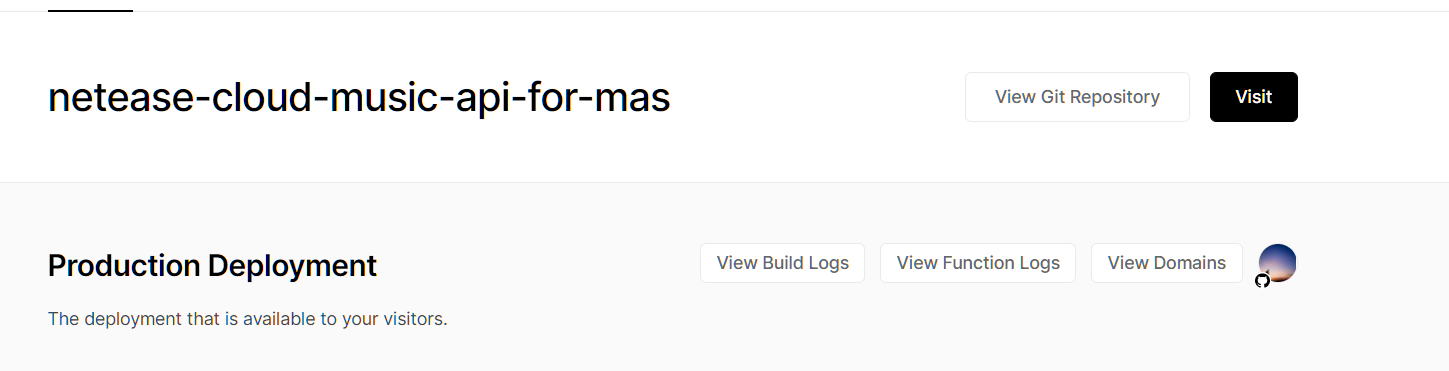 netease-cloud-music-api-for-mas
View Git Repository
Visit
Production Deployment
View Build Logs
View Function Logs
View Domains
The deployment that is available to your visitors.